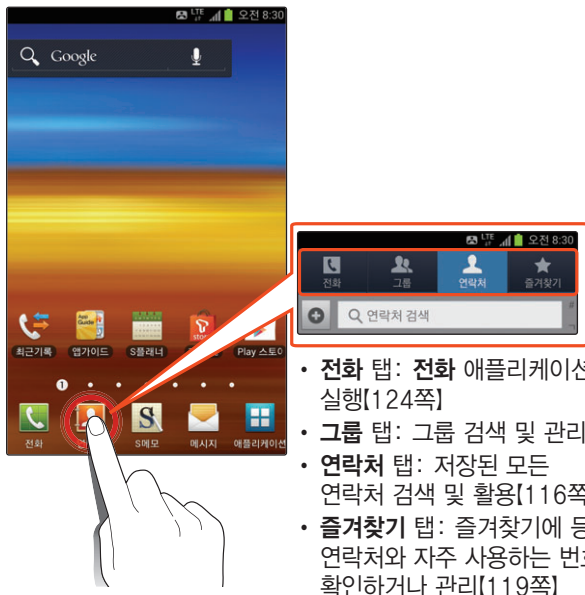 LTE 오전 8:30
Google
최근기록 앱가이드 S플래너 Play 스토
1
전화 S메모 메시지 애플리케이션
LTE 오전 8:30
전화 그룹 연락처 즐겨찾기
연락처 검색
• 전화 탭: 전화 애플리케이션
실행【124쪽】
• 그룹 탭: 그룹 검색 및 관리
• 연락처 탭: 저장된 모든
연락처 검색 및 활용【116쪽
• 즐겨찾기 탭: 즐겨찾기에 등
연락처와 자주 사용하는 번호
확인하거나 관리【119쪽】